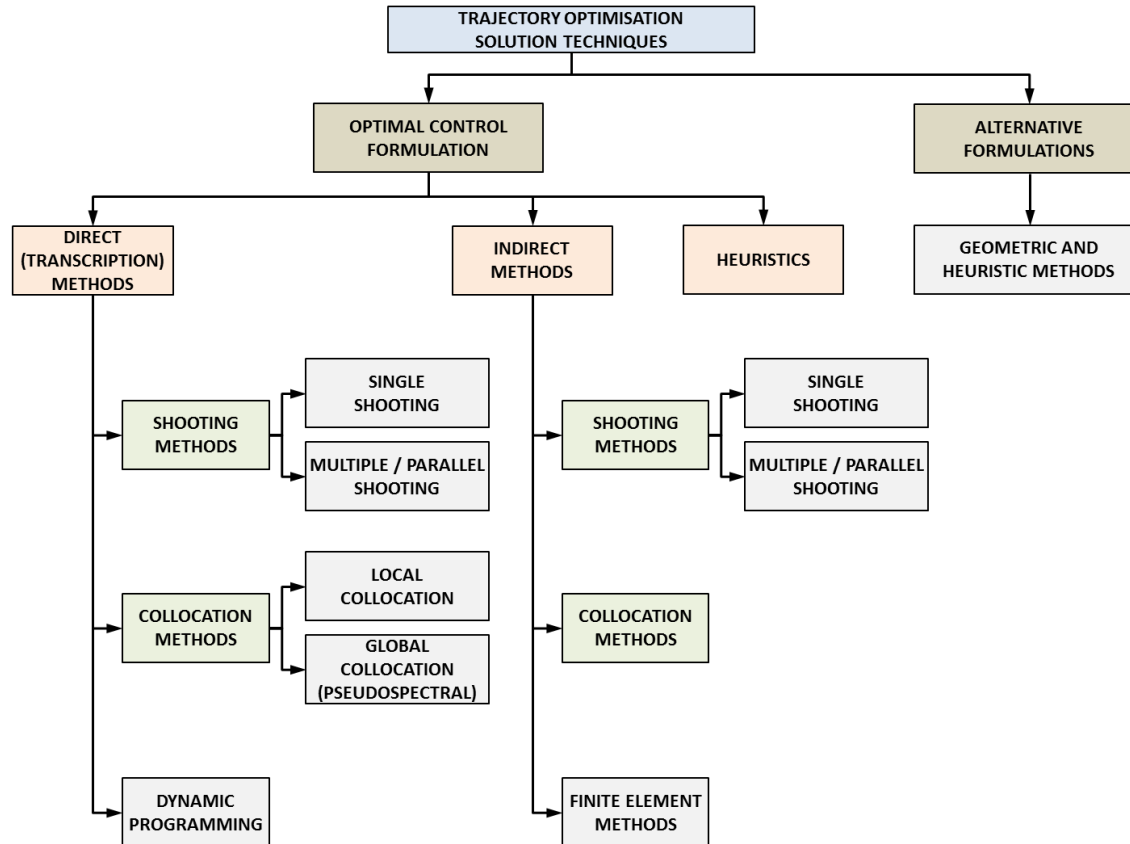 TRAJECTORY OPTIMISATION
SOLUTION TECHNIQUES
OPTIMAL CONTROL
FORMULATION
ALTERNATIVE
FORMULATIONS
DIRECT
(TRANSCRIPTION)
METHODS
INDIRECT
METHODS
HEURISTICS
GEOMETRIC AND
HEURISTIC METHODS
SHOOTING
METHODS
SINGLE
SHOOTING
MULTIPLE / PARALLEL
SHOOTING
COLLOCATION
METHODS
LOCAL
COLLOCATION
GLOBAL
COLLOCATION
(PSEUDOSPECTRAL)
DYNAMIC
PROGRAMMING
SHOOTING
METHODS
SINGLE
SHOOTING
MULTIPLE / PARALLEL
SHOOTING
COLLOCATION
METHODS
FINITE ELEMENT
METHODS